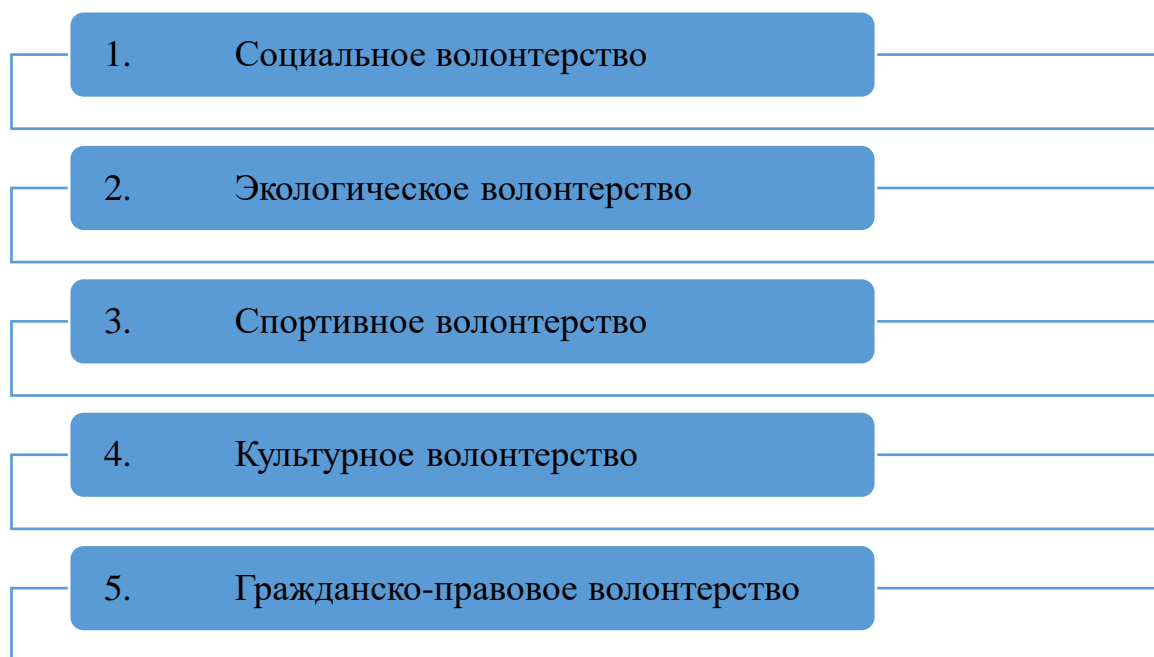 1. Социальное волонтерство
2. Экологическое волонтерство
3. Спортивное волонтерство
4. Культурное волонтерство
5. Гражданско-правовое волонтерство